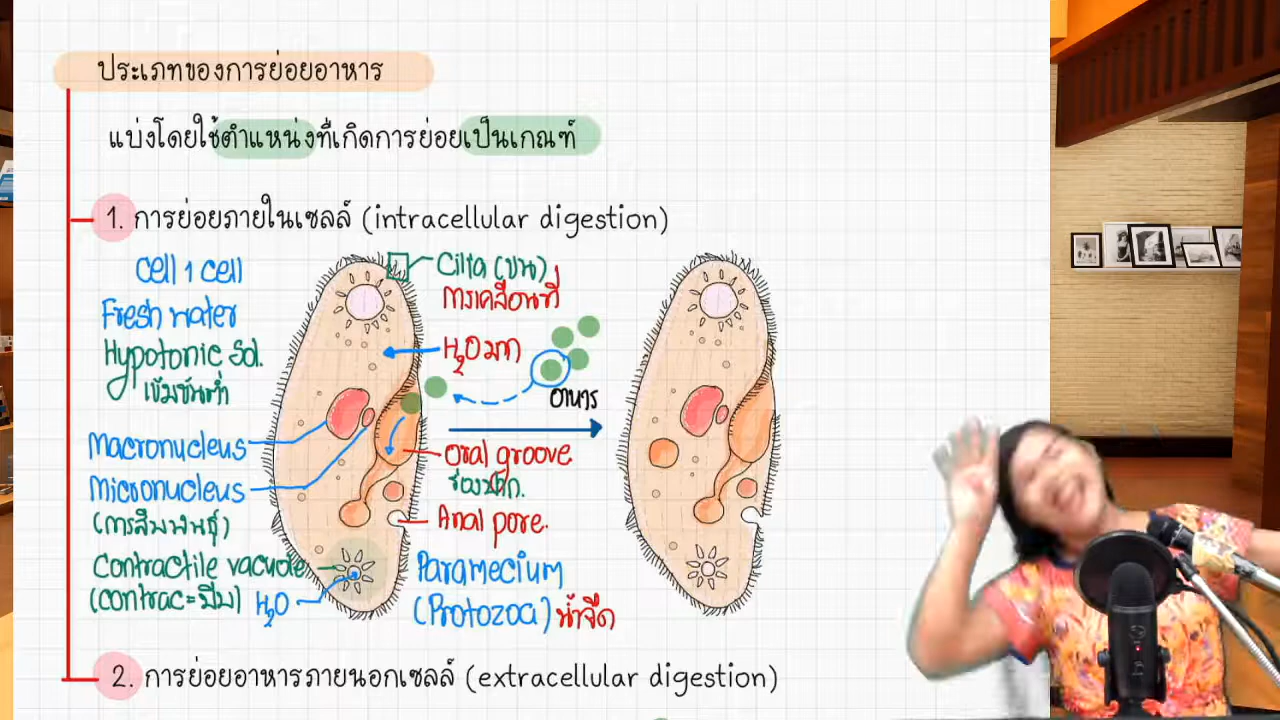 ประเภทของการย่อยอาหาร
แบ่งโดยใช้ตำแหน่งที่เกิดการย่อยเป็นเกณฑ์
1. การย่อยภายในเซลล์ (intracellular digestion)
Cell 1 cell
Fresh water
Hypotonic Sol.
เข้มข้นต่ำ
Macronucleus
Micronucleus
(การสืบพันธุ์)
Contractile vacuole
(contrac=บีบ)
H2O
Cilia (ขน)
การเคลื่อนที่
H2O มาก
อาหาร
Oral groove
ร่องปาก.
Anal pore.
Paramecium
(Protozoa) น้ำจืด
2. การย่อยอาหารภายนอกเซลล์ (extracellular digestion)